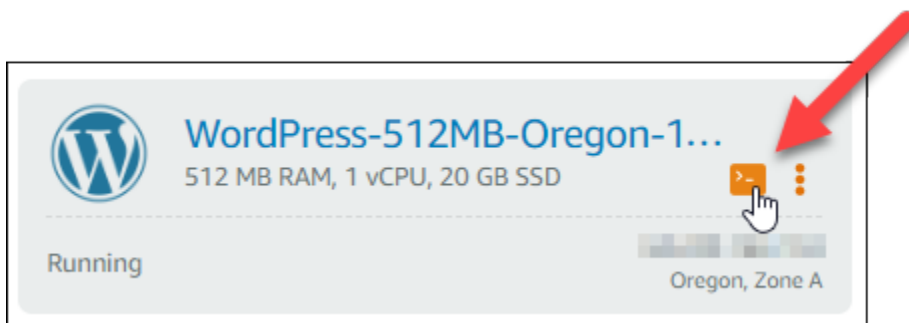 WordPress-512MB-Oregon-1...
512 MB RAM, 1 vCPU, 20 GB SSD
Running
Oregon, Zone A